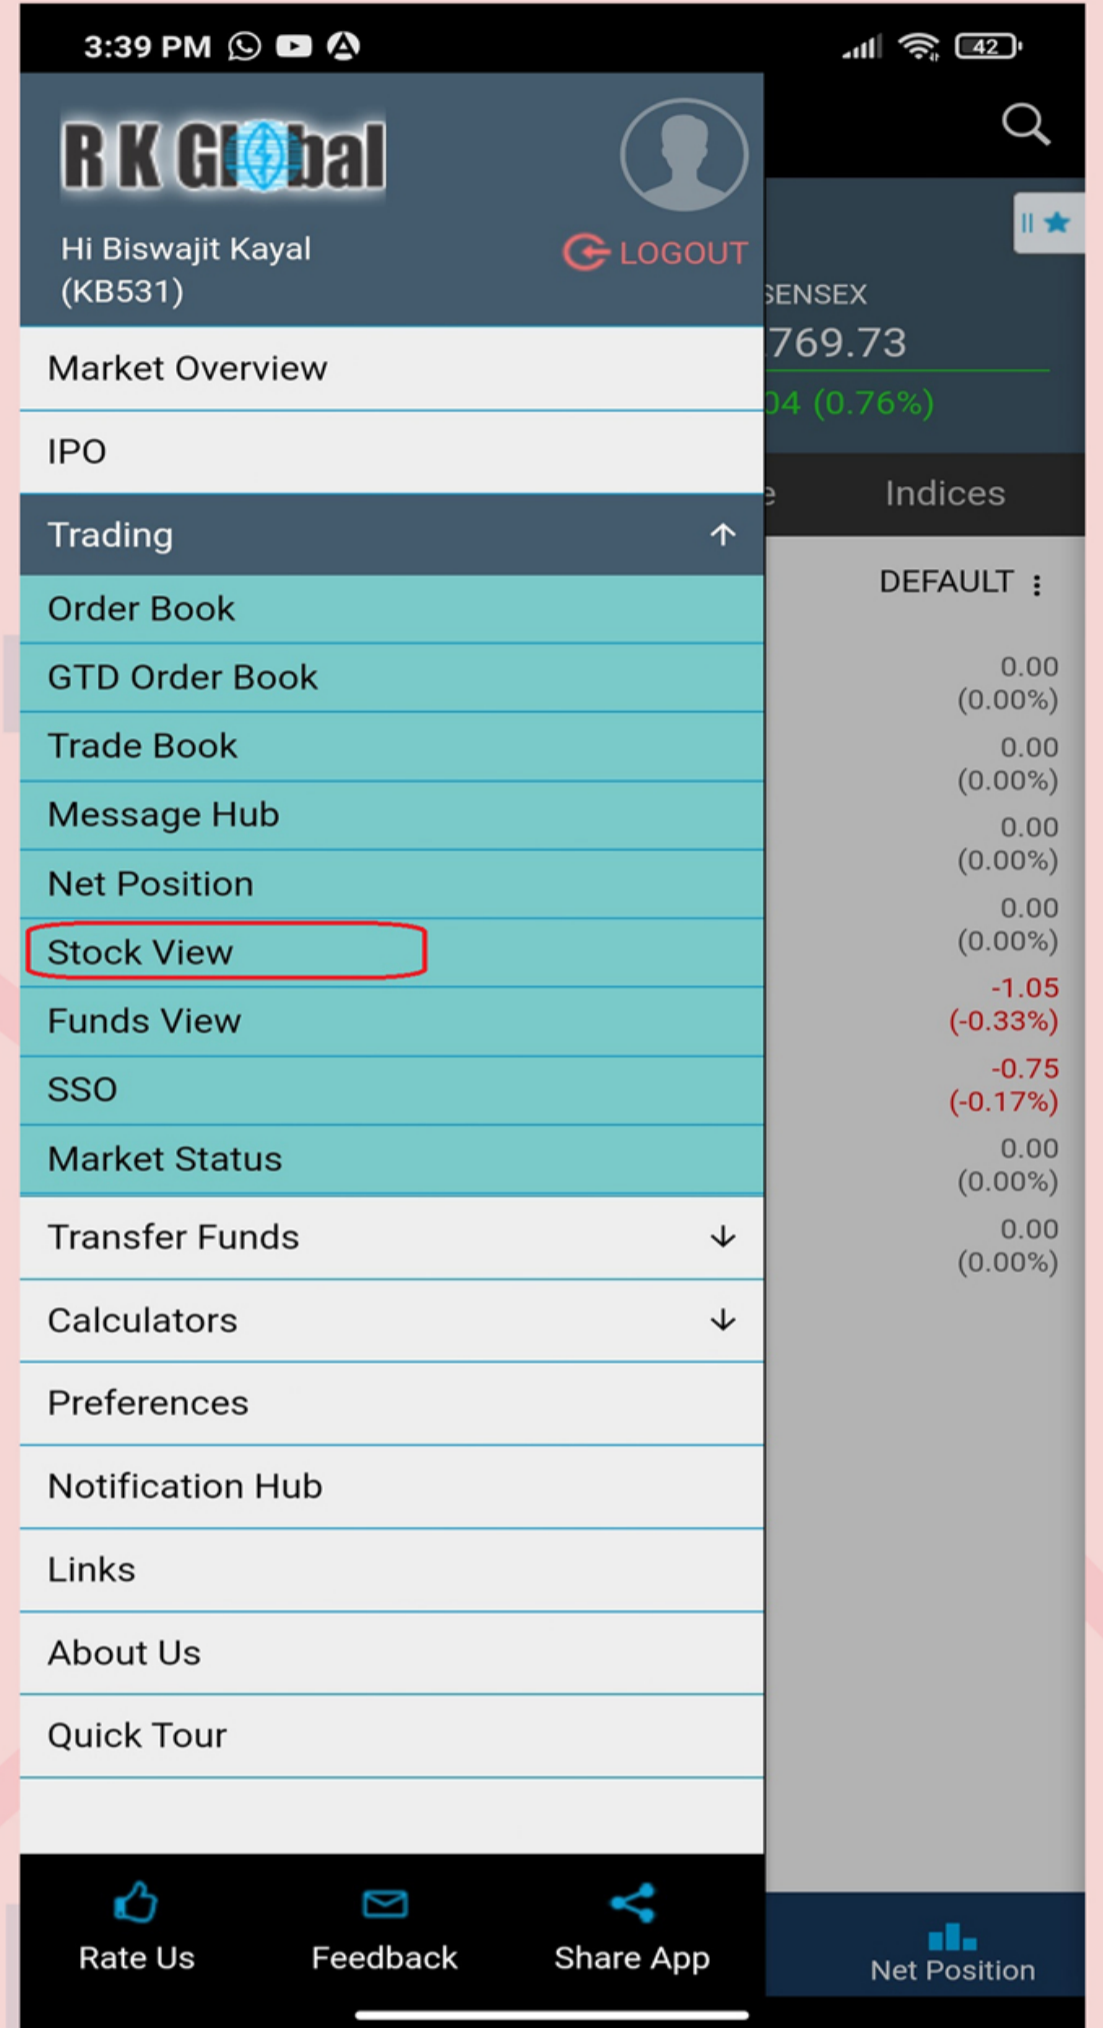 3:39 PM
42
R K Global
Hi Biswajit Kayal
(KB531)
LOGOUT
SENSEX
769.73
04 (0.76%)
Market Overview
IPO
Indices
Trading
DEFAULT
Order Book
GTD Order Book
Trade Book
Message Hub
Net Position
Stock View
Funds View
SSO
Market Status
0.00
(0.00%)
0.00
(0.00%)
0.00
(0.00%)
0.00
(0.00%)
-1.05
(-0.33%)
-0.75
(-0.17%)
0.00
(0.00%)
0.00
(0.00%)
Transfer Funds
Calculators
Preferences
Notification Hub
Links
About Us
Quick Tour
Rate Us
Feedback
Share App
Net Position